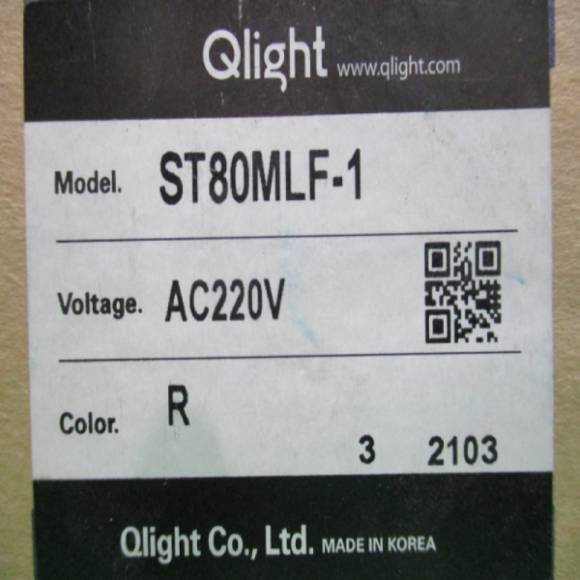 Qlight www.qlight.com
Model. ST80MLF-1
Voltage. AC220V
Color. R
3 2103
Qlight Co., Ltd. MADE IN KOREA